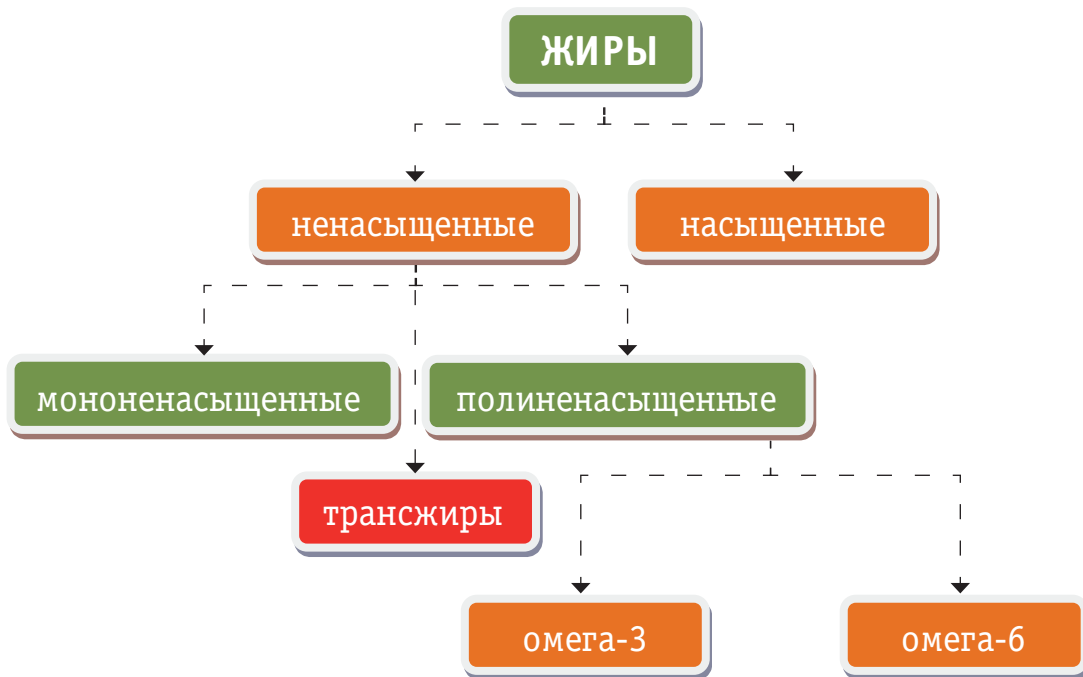 ЖИРЫ
ненасыщенные
насыщенные
мононенасыщенные
полиненасыщенные
трансжиры
омега-3
омега-6